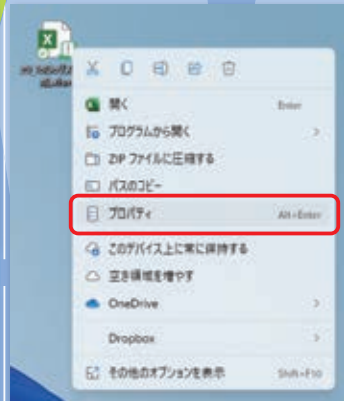 開く Enter
プログラムから開く
ZIP ファイルに圧縮する
パスのコピー
プロパティ Alt+Enter
このデバイス上に常に保持する
空き領域を増やす
OneDrive
Dropbox
その他のオプションを表示 Shift+F10